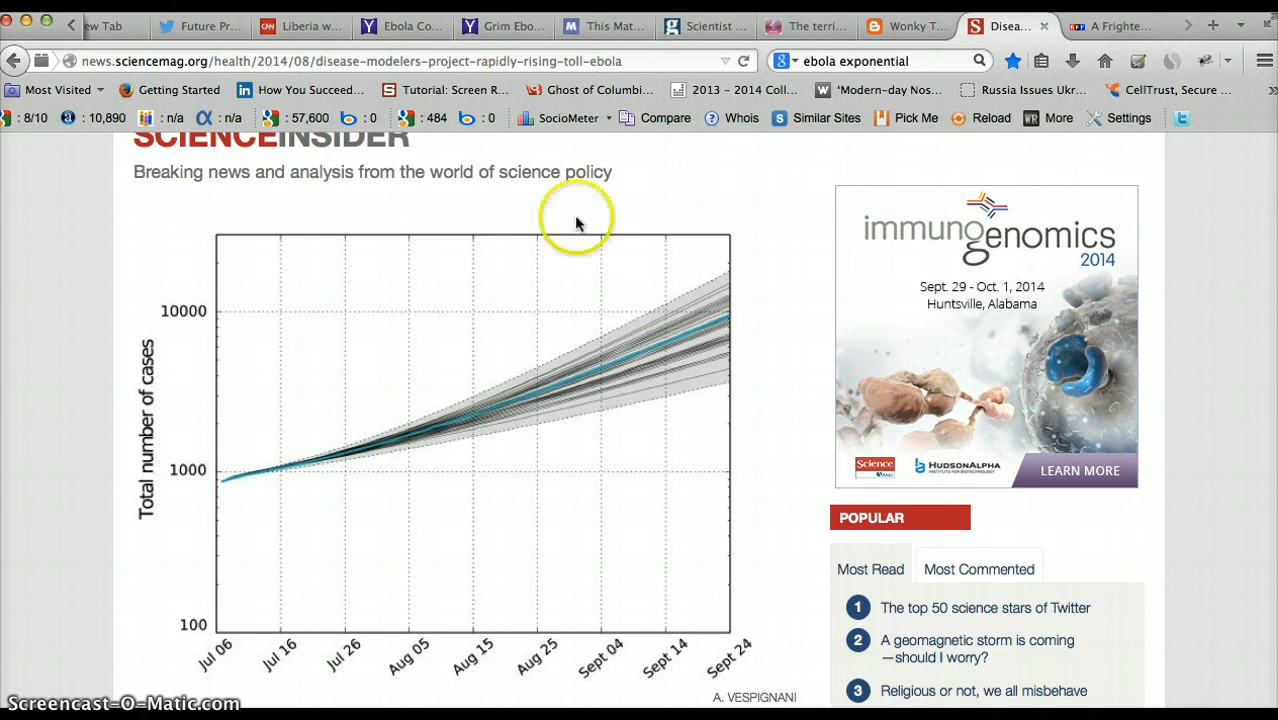 ew Tab
Future Pr...
CNN
Liberia w...
Ebola Co...
Grim Ebo...
This Mat...
Scientist ...
The terri...
Wonky T...
Disea...
A Frighte...
news.sciencemag.org/health/2014/08/disease-modelers-project-rapidly-rising-toll-ebola
ebola exponential
Most Visited
Getting Started
How You Succeed...
Tutorial: Screen R...
Ghost of Columbi...
2013 – 2014 Coll...
'Modern-day Nos...
Russia Issues Ukr...
CellTrust, Secure ...
: 8/10
: 10,890
: n/a
: n/a
: 57,600
: 0
: 484
: 0
SocioMeter
Compare
Whois
Similar Sites
Pick Me
Reload
More
Settings
SCIENCEINSIDER
Breaking news and analysis from the world of science policy
Total number of cases
10000
1000
100
Jul 06
Jul 16
Jul 26
Aug 05
Aug 15
Aug 25
Sept 04
Sept 14
Sept 24
A. VESPIGNANI
immunogenomics
2014
Sept. 29 - Oct. 1, 2014
Huntsville, Alabama
Science
AAAS
HUDSONALPHA
INSTITUTE FOR BIOTECHNOLOGY
LEARN MORE
POPULAR
Most Read
Most Commented
1 The top 50 science stars of Twitter
2 A geomagnetic storm is coming
—should I worry?
3 Religious or not, we all misbehave
Screencast-O-Matic.com